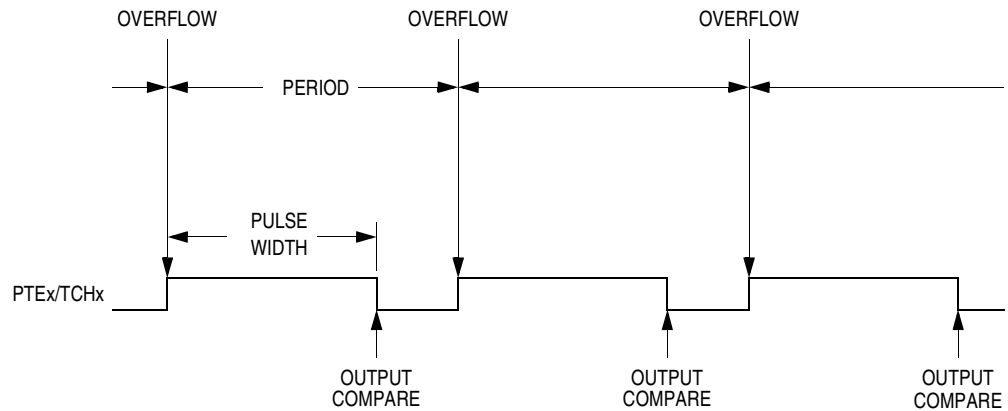 OVERFLOW
OVERFLOW
OVERFLOW
PERIOD
PULSE
WIDTH
PTEx/TCHx
OUTPUT
COMPARE
OUTPUT
COMPARE
OUTPUT
COMPARE